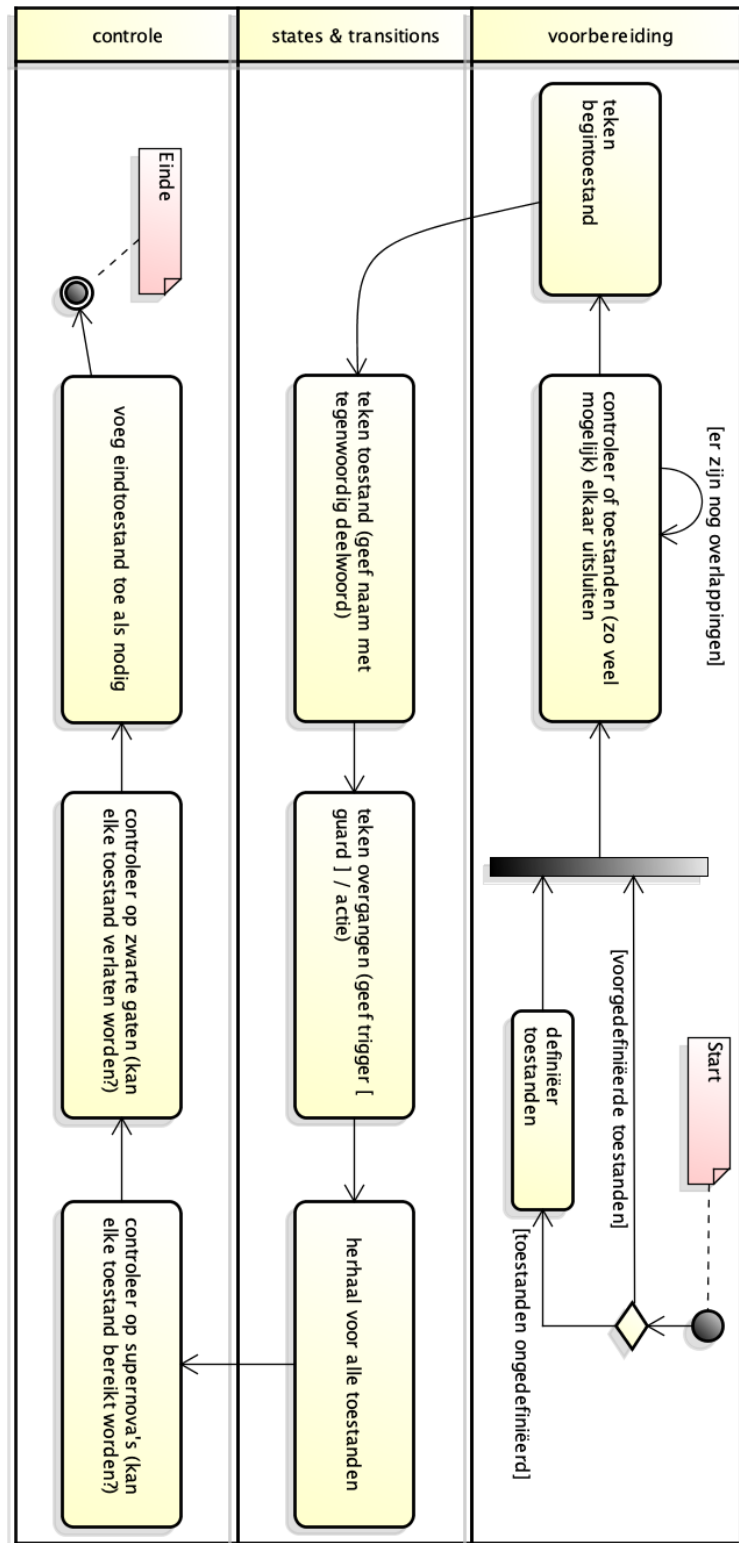 controle
states & transitions
voorbereiding
Start
[voorgedefiniëerde toestanden]
[toestanden ongedefiniëerd]
definiëer
toestanden
[er zijn nog overlappingen]
controleer of toestanden (zo veel
mogelijk) elkaar uitsluiten
teken
begintoestand
teken toestand (geef naam met
tegenwoordig deelwoord)
teken overgangen (geef trigger [
guard ] / actie)
herhaal voor alle toestanden
controleer op supernova's (kan
elke toestand bereikt worden?)
controleer op zwarte gaten (kan
elke toestand verlaten worden?)
voeg eindtoestand toe als nodig
Einde